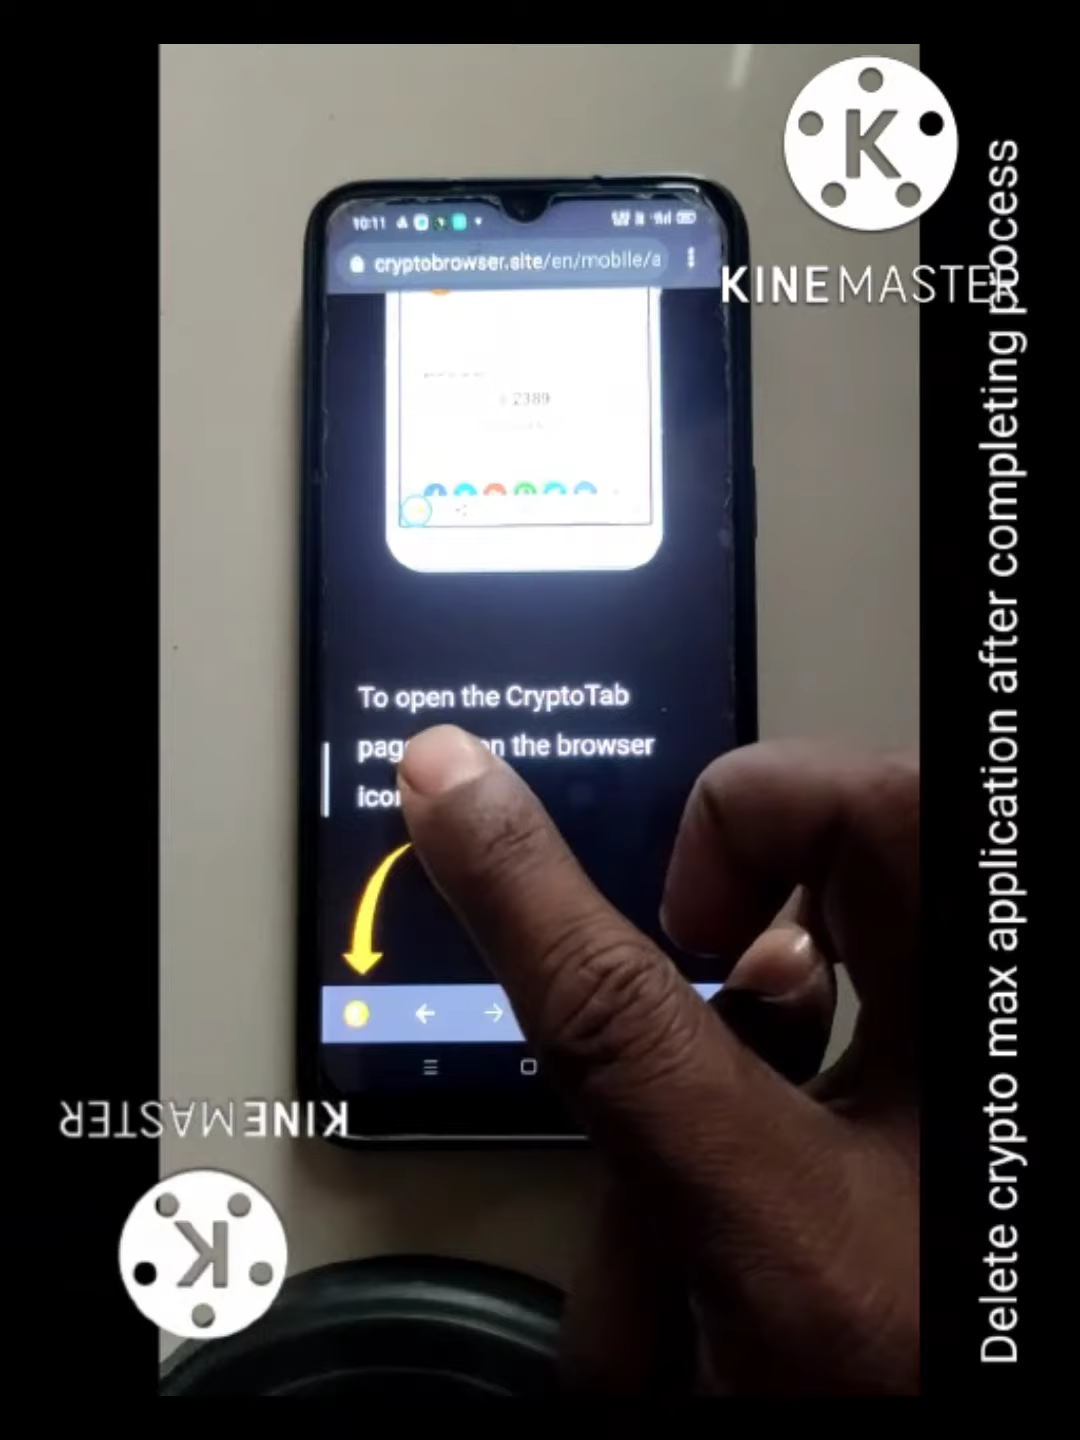 KINEMASTER
10:11
cryptobrowser.site/en/mobile/a
2389
To open the CryptoTab
on the browser
Delete crypto max application after completing process
KINEMASTER